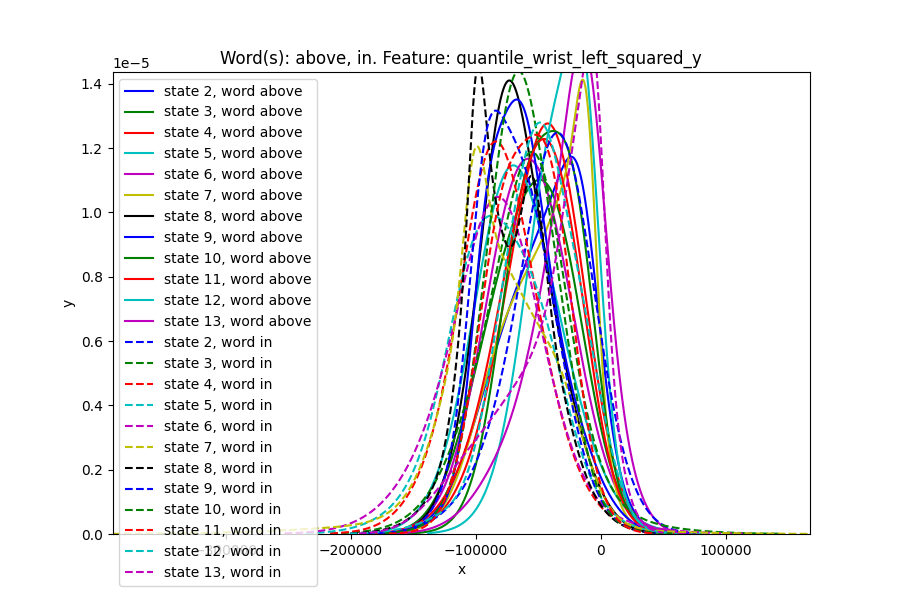 Word(s): above, in. Feature: quantile_wrist_left_squared_y
1e−5
1.4
1.2
1.0
0.8
0.6
0.4
0.2
0.0
y
state 2, word above
state 3, word above
state 4, word above
state 5, word above
state 6, word above
state 7, word above
state 8, word above
state 9, word above
state 10, word above
state 11, word above
state 12, word above
state 13, word above
state 2, word in
state 3, word in
state 4, word in
state 5, word in
state 6, word in
state 7, word in
state 8, word in
state 9, word in
state 10, word in
state 11, word in
state 12, word in
state 13, word in
−300000 −200000 −100000 0 100000
x